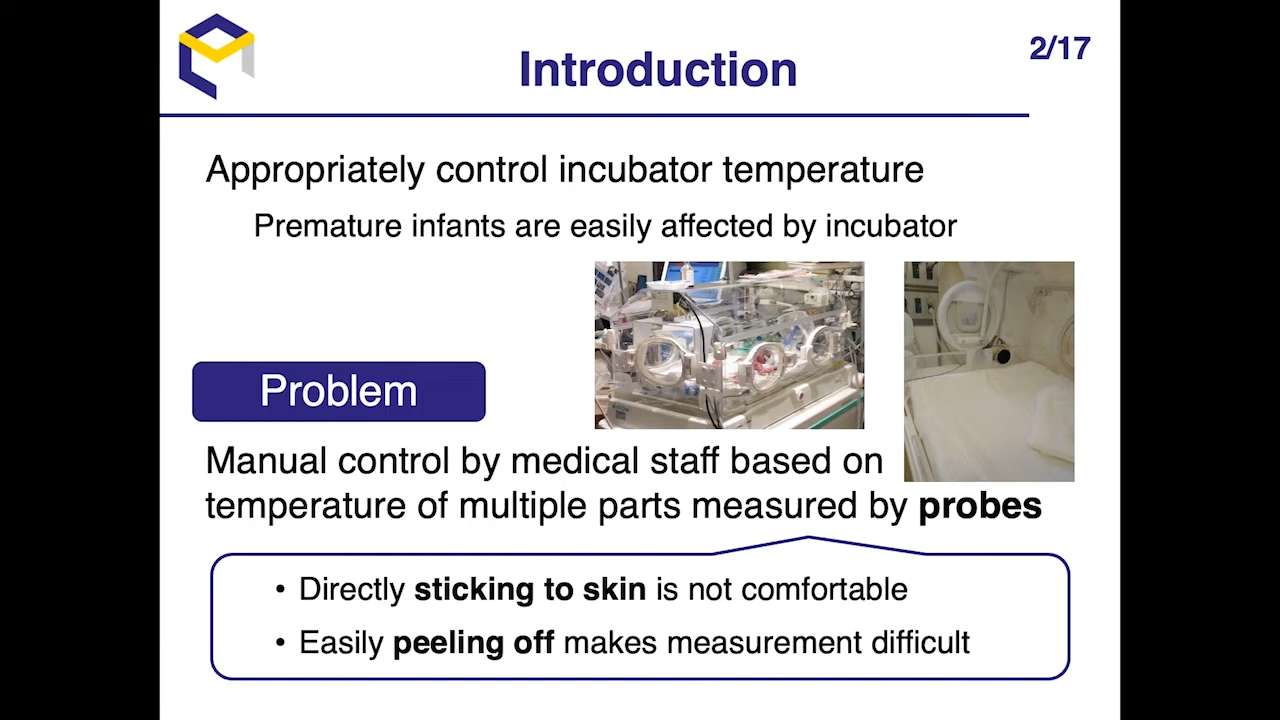 Introduction
2/17
Appropriately control incubator temperature
Premature infants are easily affected by incubator
Problem
Manual control by medical staff based on
temperature of multiple parts measured by probes
• Directly sticking to skin is not comfortable
• Easily peeling off makes measurement difficult